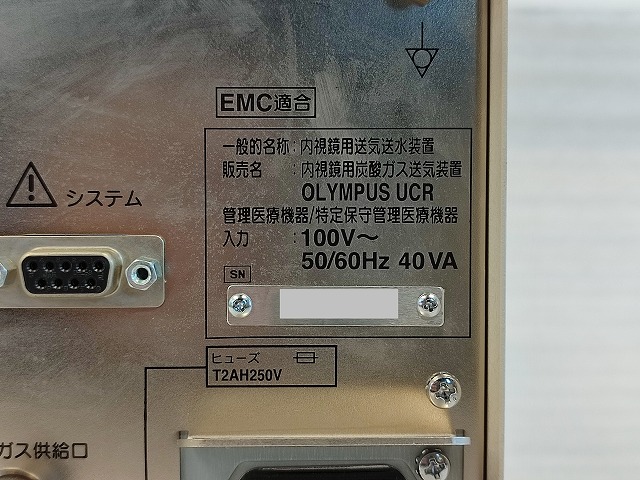 EMC適合
一般的名称：内視鏡用送気送水装置
販売名：内視鏡用炭酸ガス送気装置
OLYMPUS UCR
管理医療機器/特定保守管理医療機器
入力：100V～
50/60Hz 40VA
SN
システム
ヒューズ
T2AH250V
ガス供給口